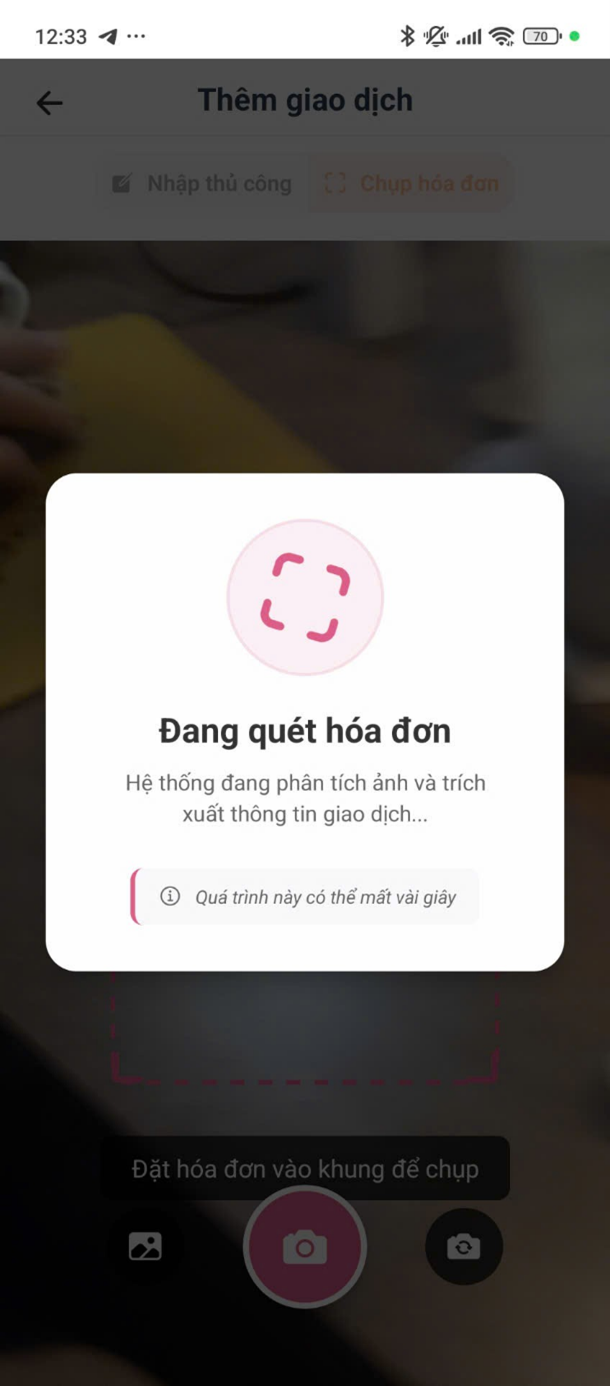 12:33
70
Thêm giao dịch
Nhập thủ công
Chụp hóa đơn
Đang quét hóa đơn
Hệ thống đang phân tích ảnh và trích
xuất thông tin giao dịch...
Quá trình này có thể mất vài giây
Đặt hóa đơn vào khung để chụp